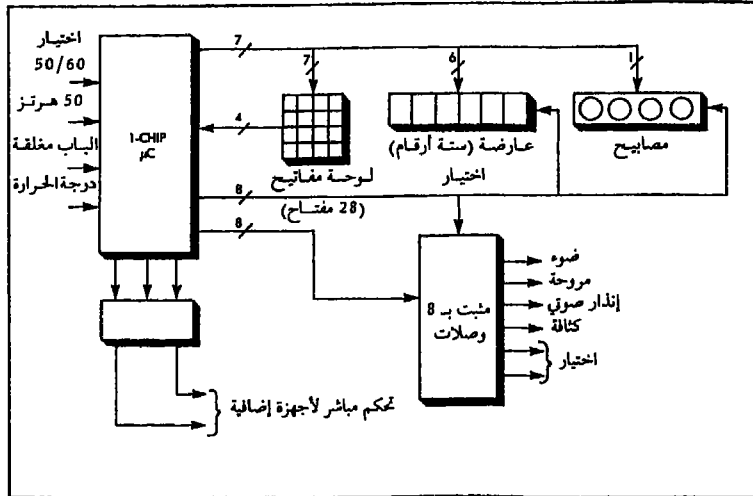 اختيار
50/60
50 هرتز
الباب مغلقة
درجة الحرارة
1-CHIP
µC
7
7
6
1
4
8
8
لوحة مفاتيح
(28 مفتاح)
عارضة (ستة أرقام)
اختيار
مصابيح
مثبت بـ 8
وصلات
ضوء
مروحة
إنذار صوتي
كثافة
اختيار
تحكم مباشر لأجهزة إضافية